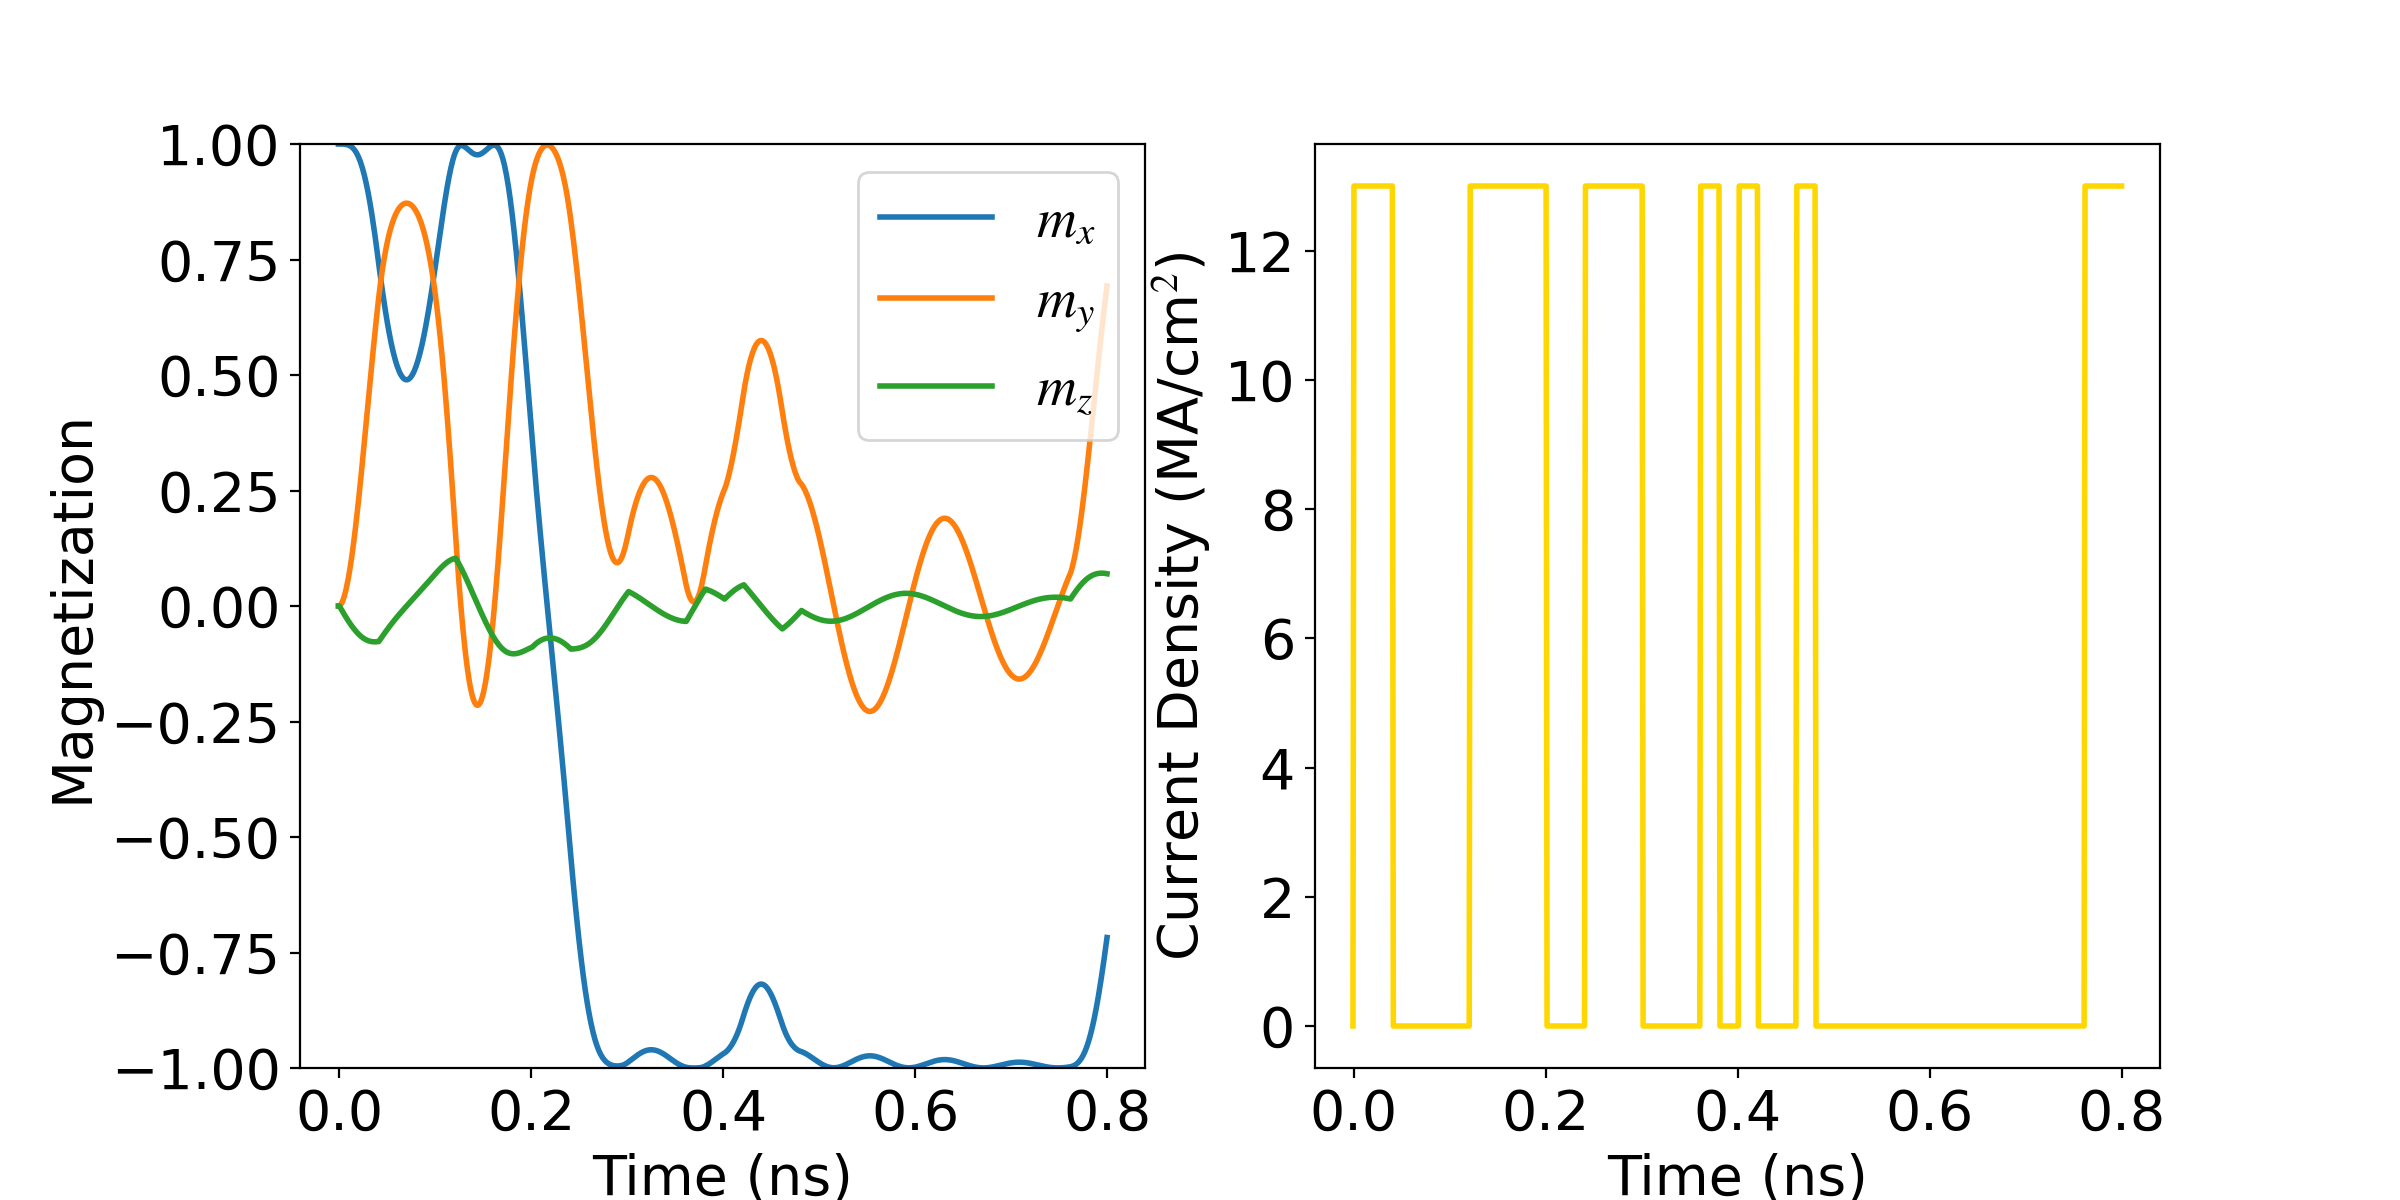 1.00
0.75
0.50
0.25
0.00
−0.25
−0.50
−0.75
−1.00
Magnetization
0.0 0.2 0.4 0.6 0.8
Time (ns)
m_x
m_y
m_z
Current Density (MA/cm²)
12
10
8
6
4
2
0
0.0 0.2 0.4 0.6 0.8
Time (ns)